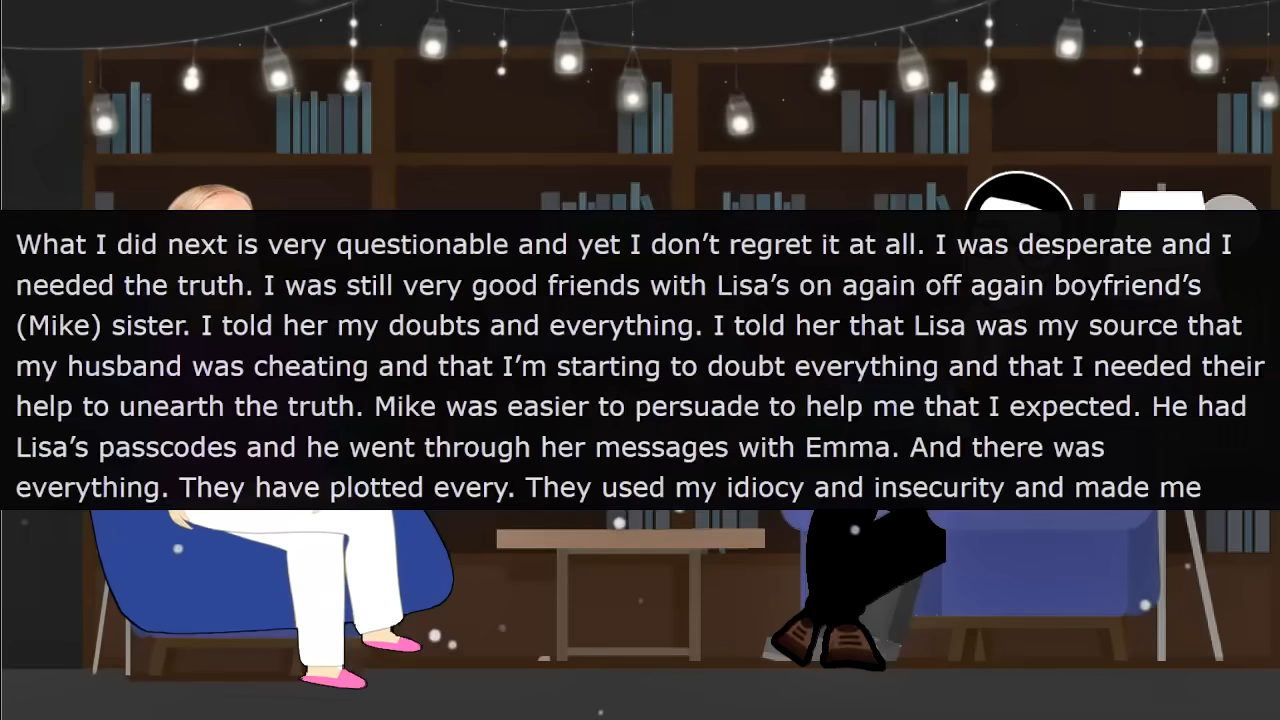 What I did next is very questionable and yet I don’t regret it at all. I was desperate and I
needed the truth. I was still very good friends with Lisa’s on again off again boyfriend’s
(Mike) sister. I told her my doubts and everything. I told her that Lisa was my source that
my husband was cheating and that I’m starting to doubt everything and that I needed their
help to unearth the truth. Mike was easier to persuade to help me that I expected. He had
Lisa’s passcodes and he went through her messages with Emma. And there was
everything. They have plotted every. They used my idiocy and insecurity and made me